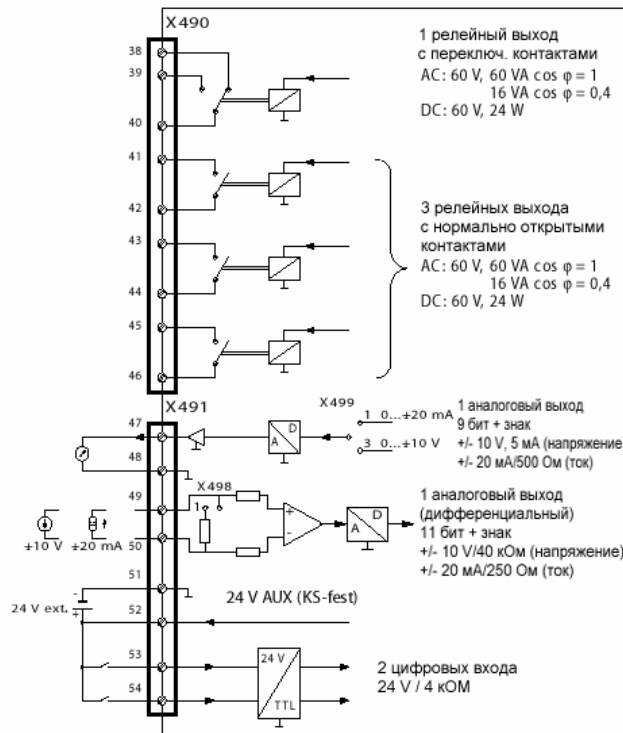 X490
38
39
40
41
42
43
44
45
46
1 релейный выход
с переключ. контактами
AC: 60 V, 60 VA cos φ = 1
16 VA cos φ = 0,4
DC: 60 V, 24 W
3 релейных выхода
с нормально открытыми
контактами
AC: 60 V, 60 VA cos φ = 1
16 VA cos φ = 0,4
DC: 60 V, 24 W
X491
47
48
49
50
51
52
53
54
A D
X499
1 0...±20 mA
3 0...±10 V
1 аналоговый выход
9 бит + знак
+/- 10 V, 5 мА (напряжение)
+/- 20 мА/500 Ом (ток)
X498
1
+
-
A D
±10 V ±20 mA
1 аналоговый выход
(дифференциальный)
11 бит + знак
+/- 10 V/40 кОм (напряжение)
+/- 20 мА/250 Ом (ток)
-
24 V ext.
+
24 V AUX (KS-fest)
24 V
TTL
2 цифровых входа
24 V / 4 кОМ